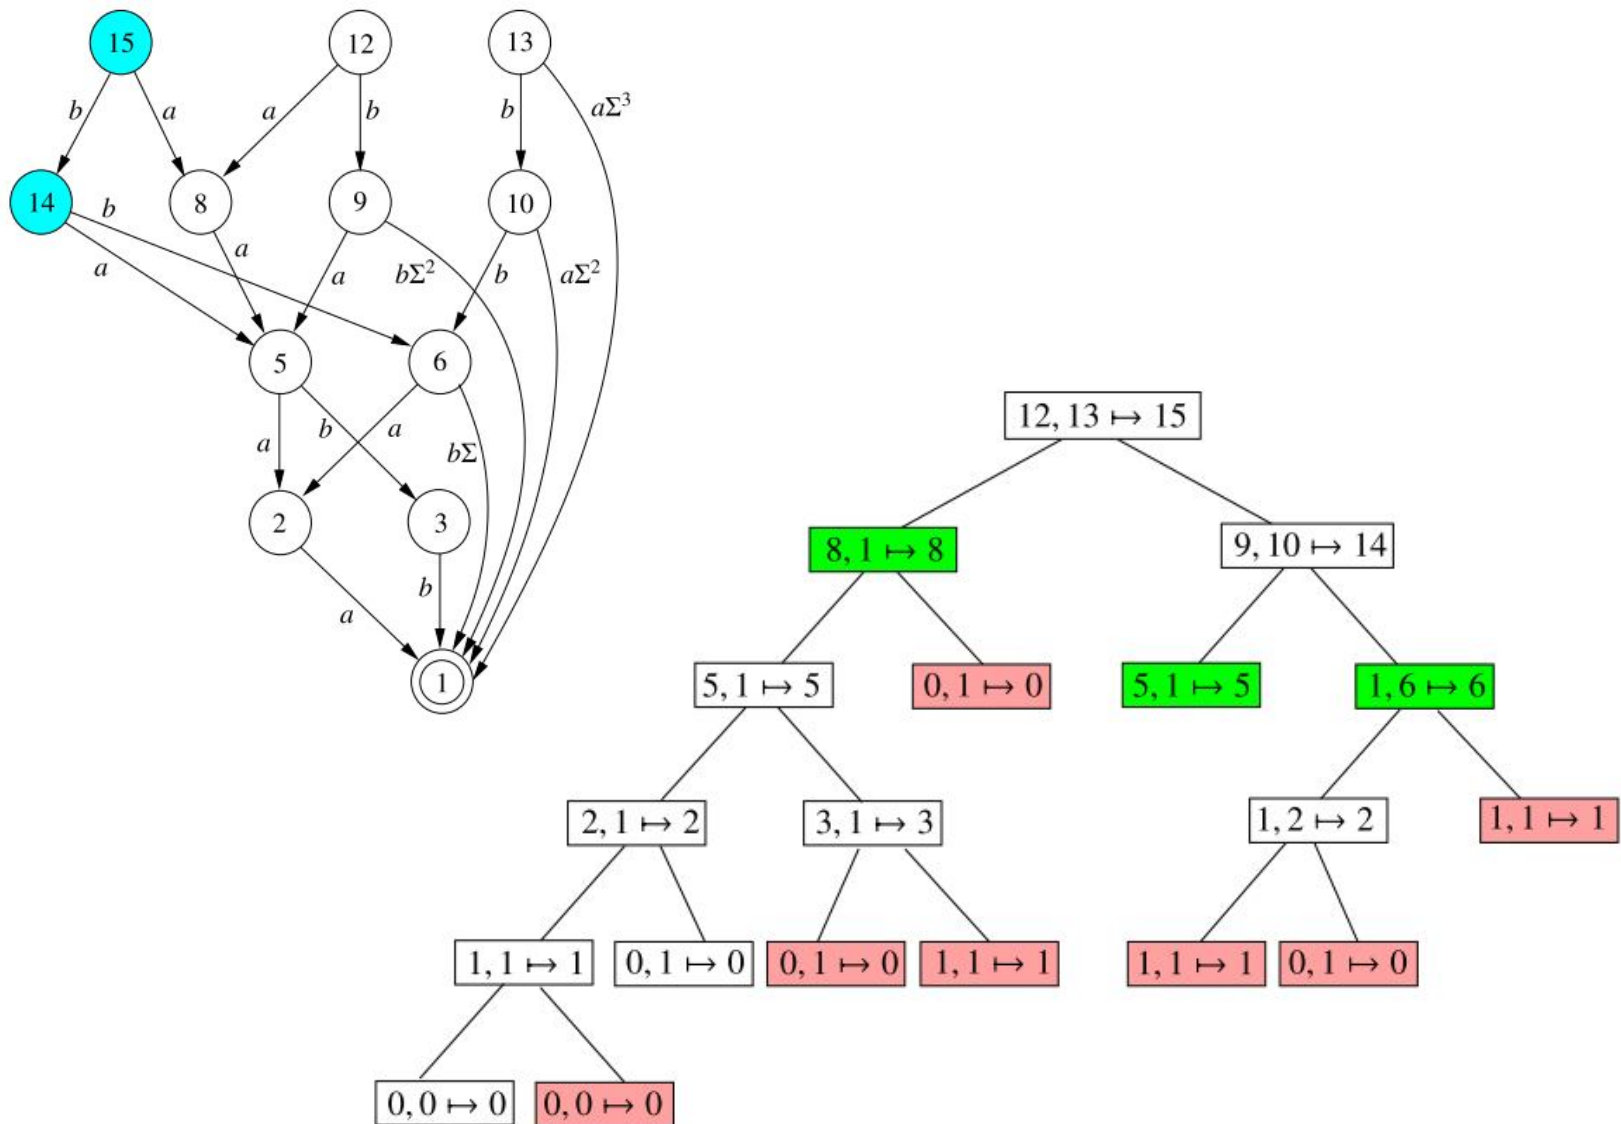 15 12 13
b a a b b aΣ³
14 8 9 10
b
a a a bΣ² b aΣ²
5 6
a b a bΣ
2 3
a b
1
12, 13 ↦ 15
8, 1 ↦ 8 9, 10 ↦ 14
5, 1 ↦ 5 0, 1 ↦ 0 5, 1 ↦ 5 1, 6 ↦ 6
2, 1 ↦ 2 3, 1 ↦ 3 1, 2 ↦ 2 1, 1 ↦ 1
1, 1 ↦ 1 0, 1 ↦ 0 0, 1 ↦ 0 1, 1 ↦ 1 1, 1 ↦ 1 0, 1 ↦ 0
0, 0 ↦ 0 0, 0 ↦ 0